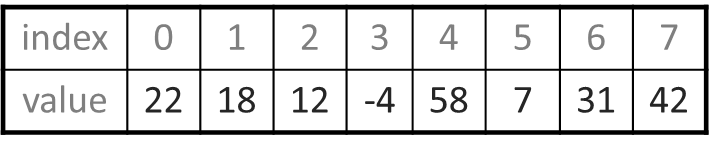 index 0 1 2 3 4 5 6 7
value 22 18 12 -4 58 7 31 42